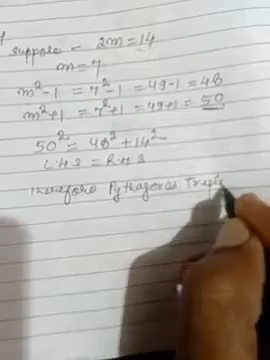 suppose - 2m = 14
m = 7
m²-1 = 7²-1 = 49-1 = 48
m²+1 = 7²+1 = 49+1 = 50
50² = 48² + 14²
L H S = R H S
Therefore Pythagoras